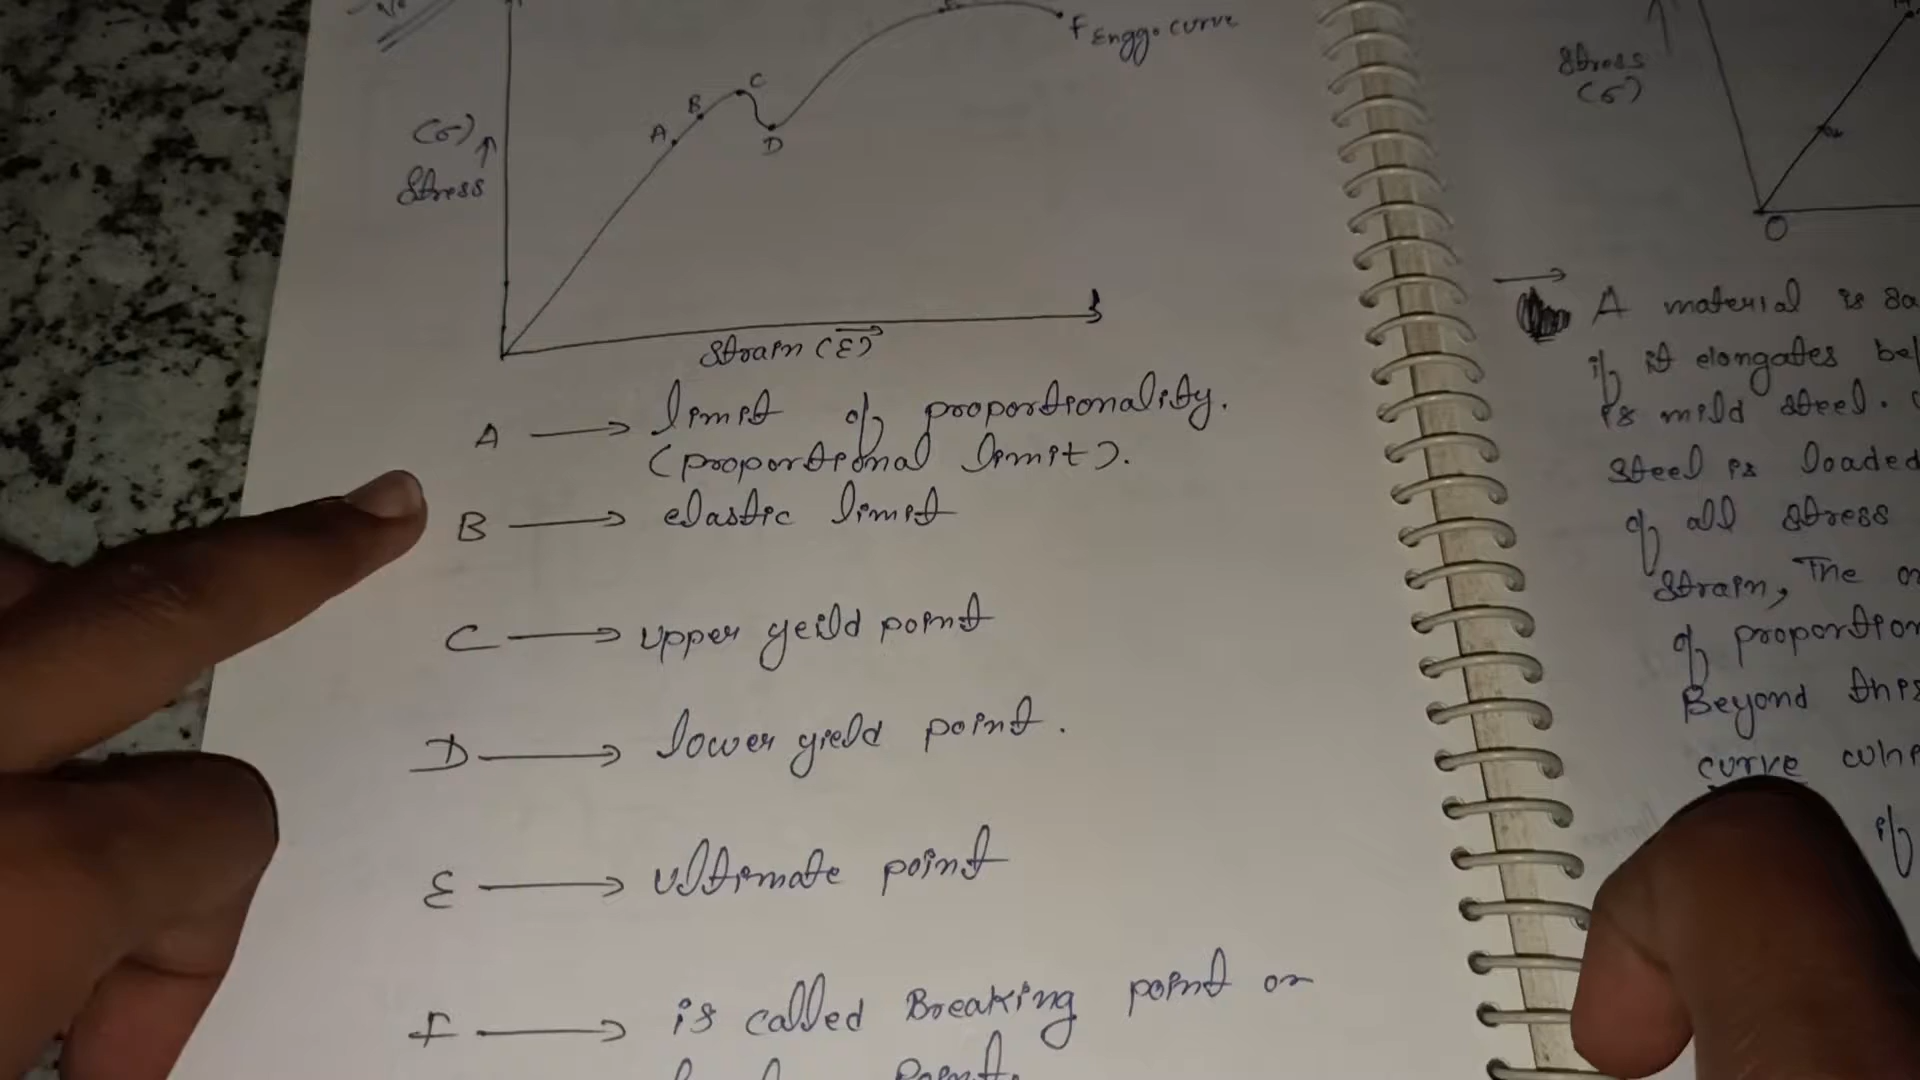 F Engg. curve
C
B
A
D
(σ)
Stress
Strain (ε)
A → limit of proportionality.
(proportional limit).
B → elastic limit
C → upper yeild point
D → lower yield point.
E → ultimate point
F → is called Breaking point or
Point.
Stress
(σ)
O
A material is
if it elongates
is mild steel.
steel is loaded
of all stress
strain, The
of
Beyond this
curve
if